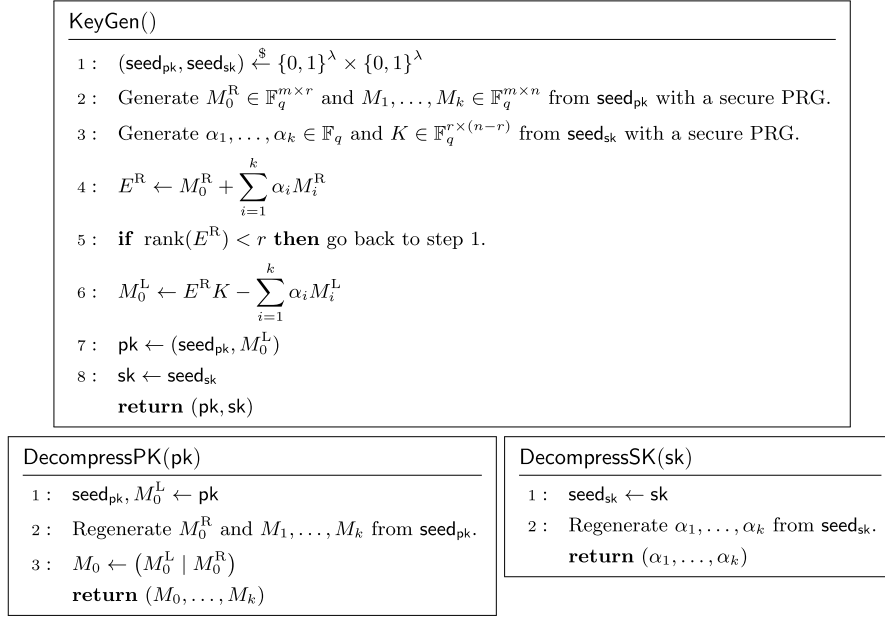 KeyGen()
1 : (seed_pk, seed_sk) ←$ {0, 1}^λ × {0, 1}^λ
2 : Generate M_0^R ∈ F_q^{m×r} and M_1, . . . , M_k ∈ F_q^{m×n} from seed_pk with a secure PRG.
3 : Generate α_1, . . . , α_k ∈ F_q and K ∈ F_q^{r×(n−r)} from seed_sk with a secure PRG.
4 : E^R ← M_0^R + ∑_{i=1}^{k} α_i M_i^R
5 : if rank(E^R) < r then go back to step 1.
6 : M_0^L ← E^R K − ∑_{i=1}^{k} α_i M_i^L
7 : pk ← (seed_pk, M_0^L)
8 : sk ← seed_sk
return (pk, sk)
DecompressPK(pk)
1 : seed_pk, M_0^L ← pk
2 : Regenerate M_0^R and M_1, . . . , M_k from seed_pk.
3 : M_0 ← (M_0^L | M_0^R)
return (M_0, . . . , M_k)
DecompressSK(sk)
1 : seed_sk ← sk
2 : Regenerate α_1, . . . , α_k from seed_sk.
return (α_1, . . . , α_k)